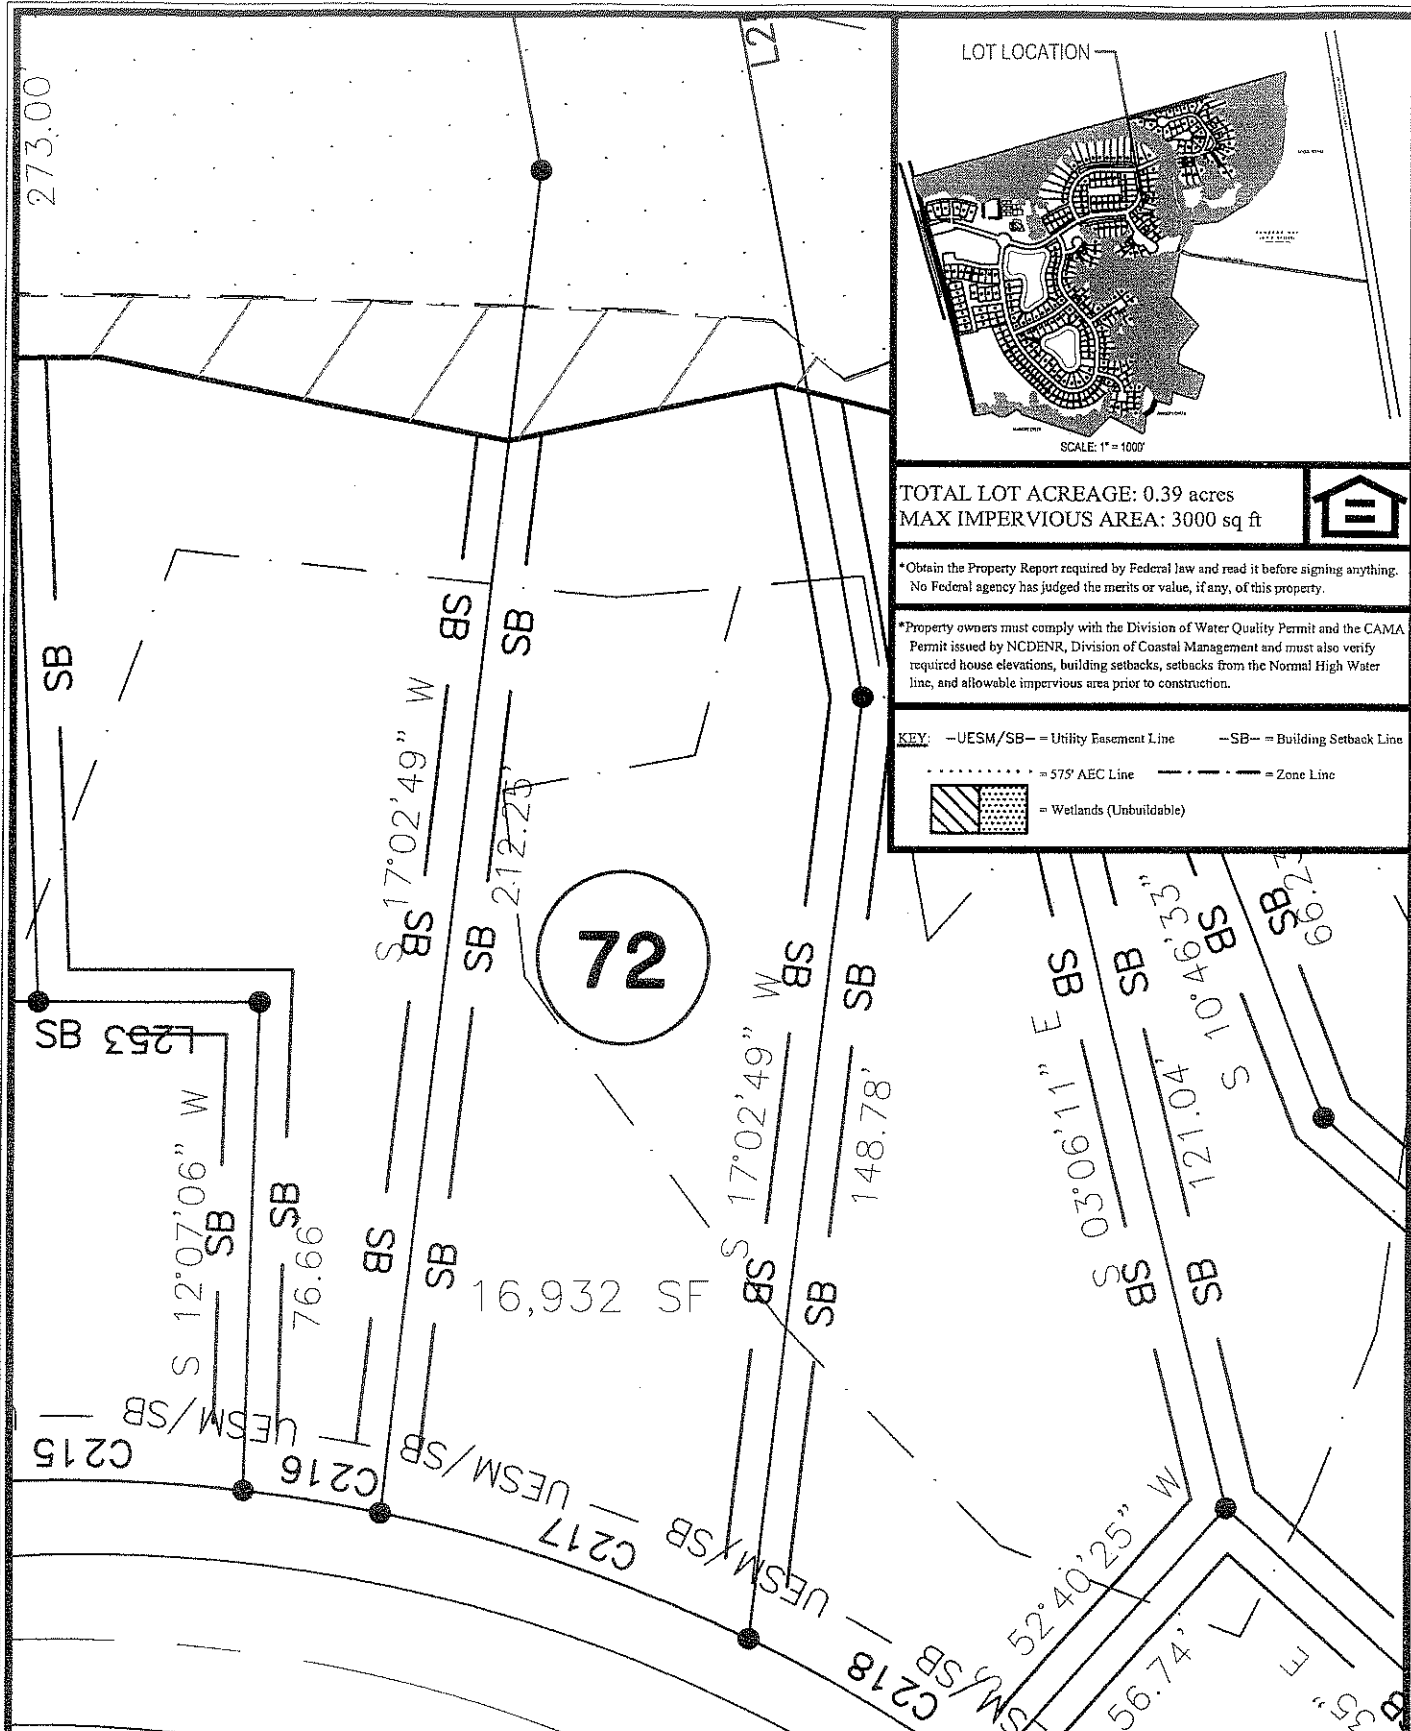 273.00'
L2
LOT LOCATION
SCALE: 1" = 1000'
TOTAL LOT ACREAGE: 0.39 acres
MAX IMPERVIOUS AREA: 3000 sq ft
*Obtain the Property Report required by Federal law and read it before signing anything.
No Federal agency has judged the merits or value, if any, of this property.
*Property owners must comply with the Division of Water Quality Permit and the CAMA
Permit issued by NCDENR, Division of Coastal Management and must also verify
required house elevations, building setbacks, setbacks from the Normal High Water
line, and allowable impervious area prior to construction.
KEY: —UESM/SB— = Utility Easement Line
—SB— = Building Setback Line
= 575' AEC Line
= Zone Line
= Wetlands (Unbuildable)
SB
SB
SB
S 17°02'49" W
212.25'
SB
SB
72
SB
SB
S 17°02'49" W
148.78'
SB
SB
S 03°06'11" E
121.04'
SB
SB
S 10°46'33"
66.23
SB L253
S 12°07'06" W
76.66
SB
SB
SB
SB
16,932 SF
SB
SB
SB
SB
UESM/SB
C215
C216
UESM/SB
C217
UESM/SB
C218
SM/SB
S 52°40'25" W
56.74'
L
E
35"
SB